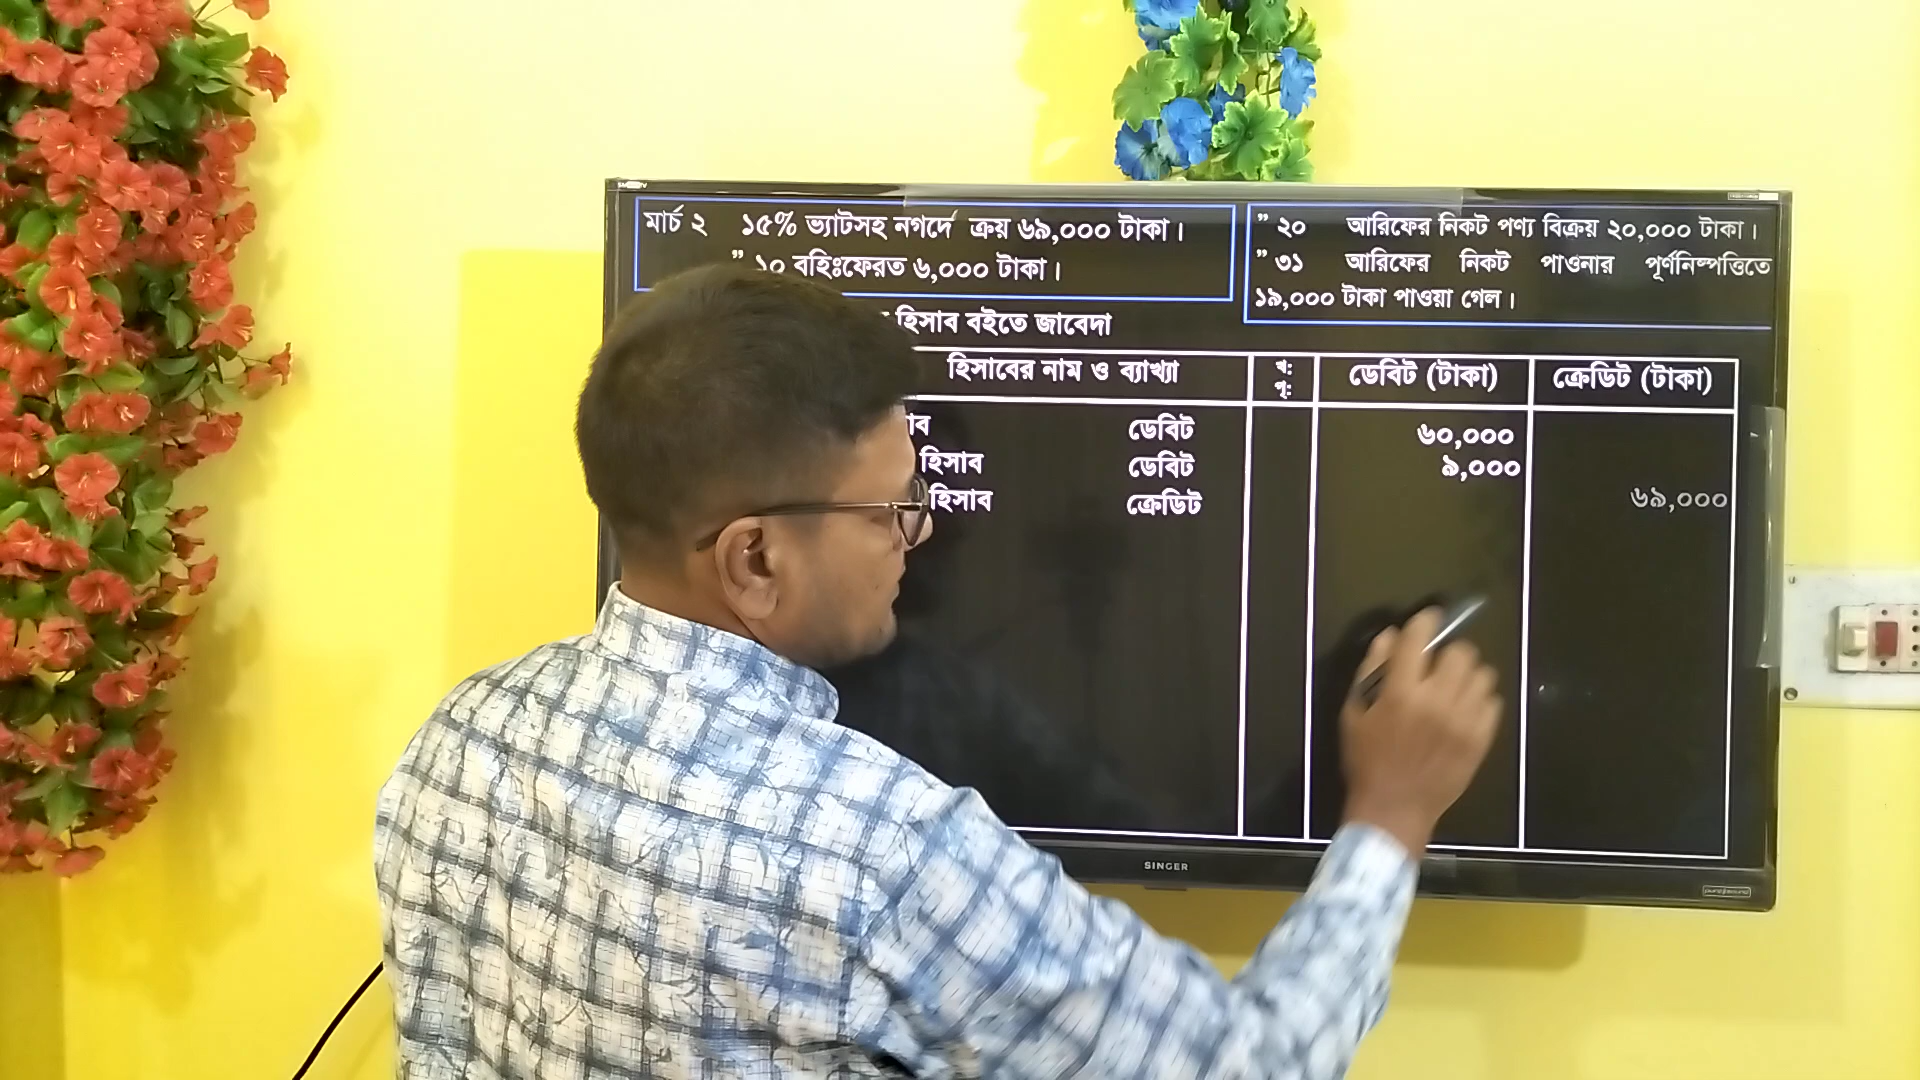 মার্চ ২ ১৫% ভ্যাটসহ নগদে ক্রয় ৬৯,০০০ টাকা।
” ১০ বহিঃফেরত ৬,০০০ টাকা।
” ২০ আরিফের নিকট পণ্য বিক্রয় ২০,০০০ টাকা।
” ৩১ আরিফের নিকট পাওনার পূর্ণনিষ্পত্তিতে
১৯,০০০ টাকা পাওয়া গেল।
হিসাব বইতে জাবেদা
হিসাবের নাম ও ব্যাখ্যা খ: পৃ: ডেবিট (টাকা) ক্রেডিট (টাকা)
ডেবিট ৬০,০০০
হিসাব ডেবিট ৯,০০০
হিসাব ক্রেডিট ৬৯,০০০
SINGER